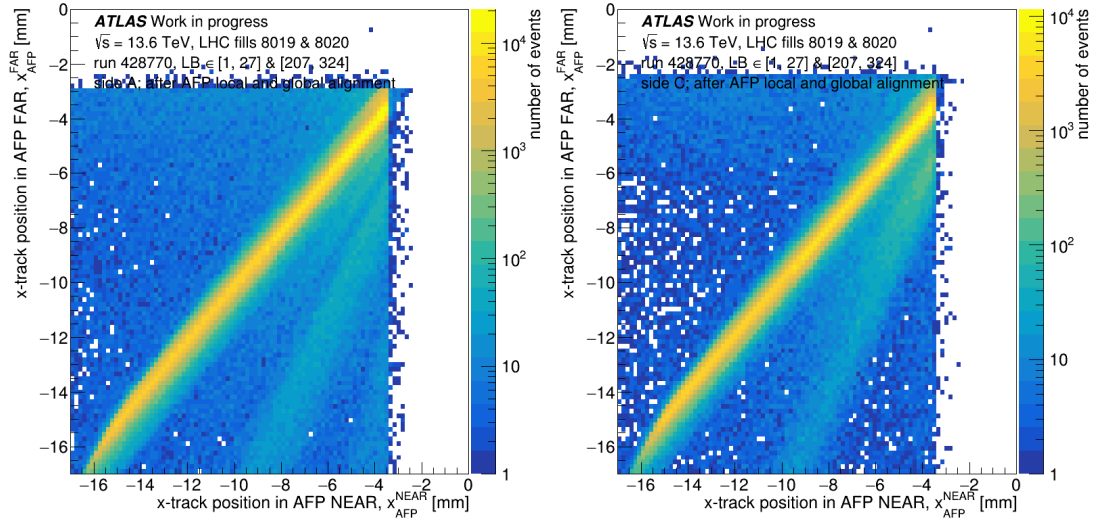 ATLAS Work in progress
√s = 13.6 TeV, LHC fills 8019 & 8020
run 428770, LB ∈ [1, 27] & [207, 324]
side A; after AFP local and global alignment
x-track position in AFP FAR, x_AFP^FAR [mm]
0
−2
−4
−6
−8
−10
−12
−14
−16
−16 −14 −12 −10 −8 −6 −4 −2 0
x-track position in AFP NEAR, x_AFP^NEAR [mm]
number of events
10^4
10^3
10^2
10
1
ATLAS Work in progress
√s = 13.6 TeV, LHC fills 8019 & 8020
run 428770, LB ∈ [1, 27] & [207, 324]
side C; after AFP local and global alignment
x-track position in AFP FAR, x_AFP^FAR [mm]
0
−2
−4
−6
−8
−10
−12
−14
−16
−16 −14 −12 −10 −8 −6 −4 −2 0
x-track position in AFP NEAR, x_AFP^NEAR [mm]
number of events
10^4
10^3
10^2
10
1